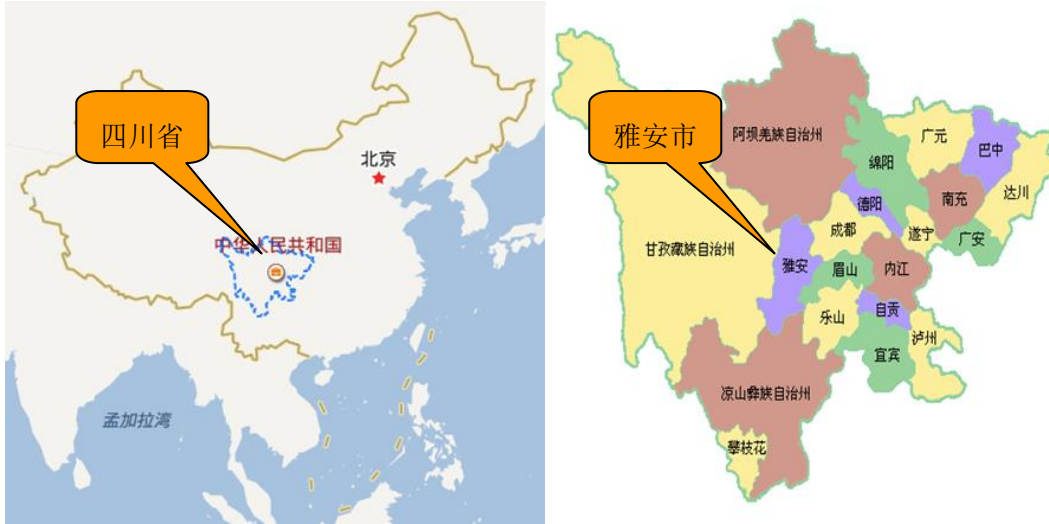 四川省
北京
中华人民共和国
孟加拉湾
雅安市
阿坝羌族自治州
广元
巴中
绵阳
达川
南充
德阳
成都
遂宁
广安
甘孜藏族自治州
雅安
眉山
内江
自贡
乐山
泸州
宜宾
凉山彝族自治州
攀枝花